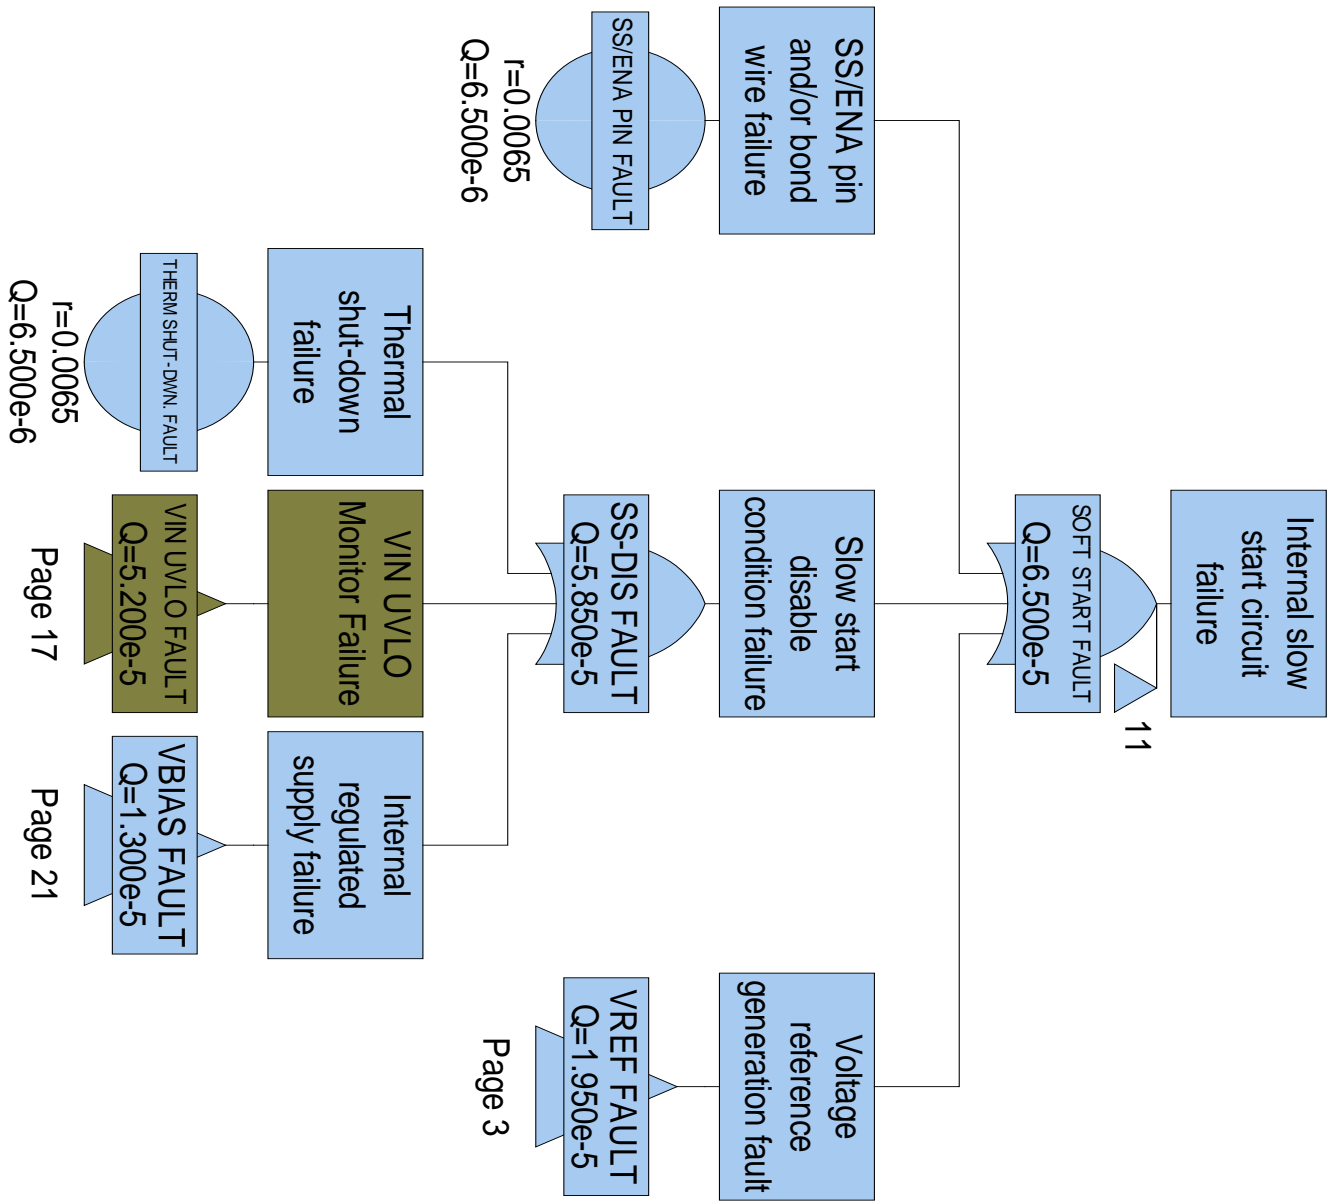 Internal slow
start circuit
failure
SOFT START FAULT
Q=6.500e-5
11
SS/ENA pin
and/or bond
wire failure
SS/ENA PIN FAULT
r=0.0065
Q=6.500e-6
Slow start
disable
condition failure
SS-DIS FAULT
Q=5.850e-5
Voltage
reference
generation fault
VREF FAULT
Q=1.950e-5
Page 3
Thermal
shut-down
failure
THERM SHUT-DWN. FAULT
r=0.0065
Q=6.500e-6
VIN UVLO
Monitor Failure
VIN UVLO FAULT
Q=5.200e-5
Page 17
Internal
regulated
supply failure
VBIAS FAULT
Q=1.300e-5
Page 21